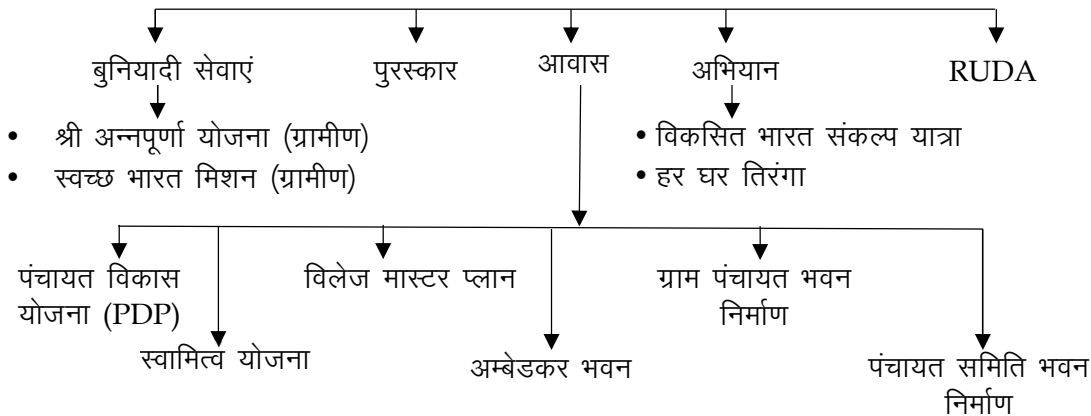 बुनियादी सेवाएं
पुरस्कार
आवास
अभियान
RUDA
• श्री अन्नपूर्णा योजना (ग्रामीण)
• स्वच्छ भारत मिशन (ग्रामीण)
• विकसित भारत संकल्प यात्रा
• हर घर तिरंगा
पंचायत विकास
योजना (PDP)
स्वामित्व योजना
विलेज मास्टर प्लान
अम्बेडकर भवन
ग्राम पंचायत भवन
निर्माण
पंचायत समिति भवन
निर्माण